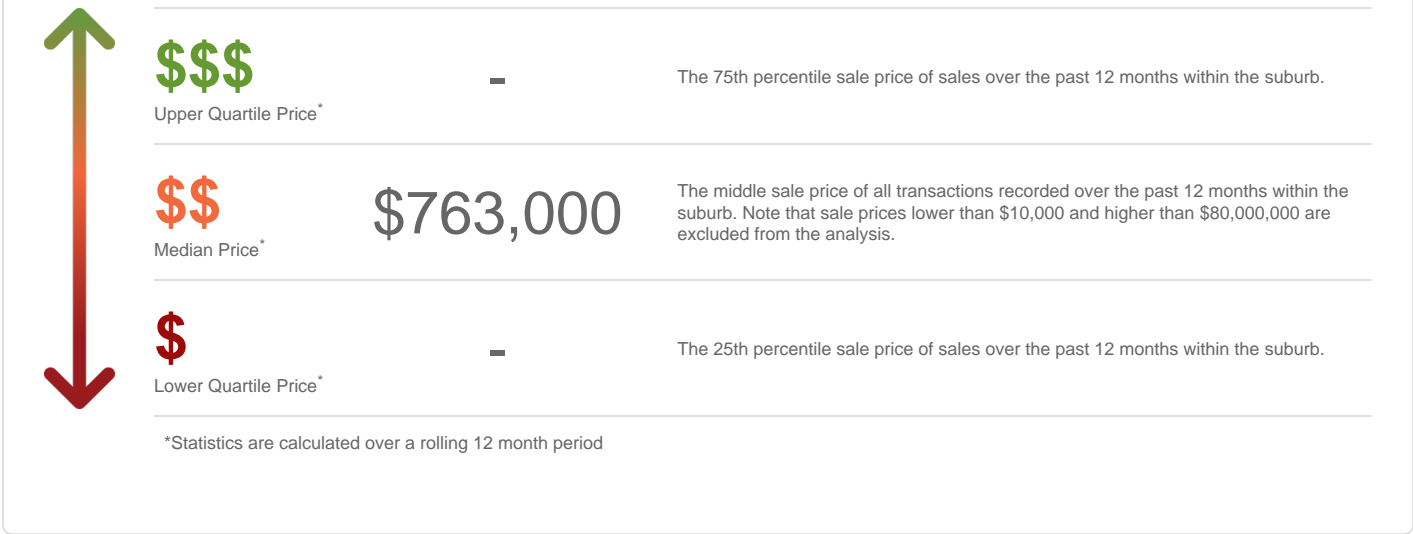 $$$
Upper Quartile Price*
-
The 75th percentile sale price of sales over the past 12 months within the suburb.
$$
Median Price*
$763,000
The middle sale price of all transactions recorded over the past 12 months within the
suburb. Note that sale prices lower than $10,000 and higher than $80,000,000 are
excluded from the analysis.
$
Lower Quartile Price*
-
The 25th percentile sale price of sales over the past 12 months within the suburb.
*Statistics are calculated over a rolling 12 month period